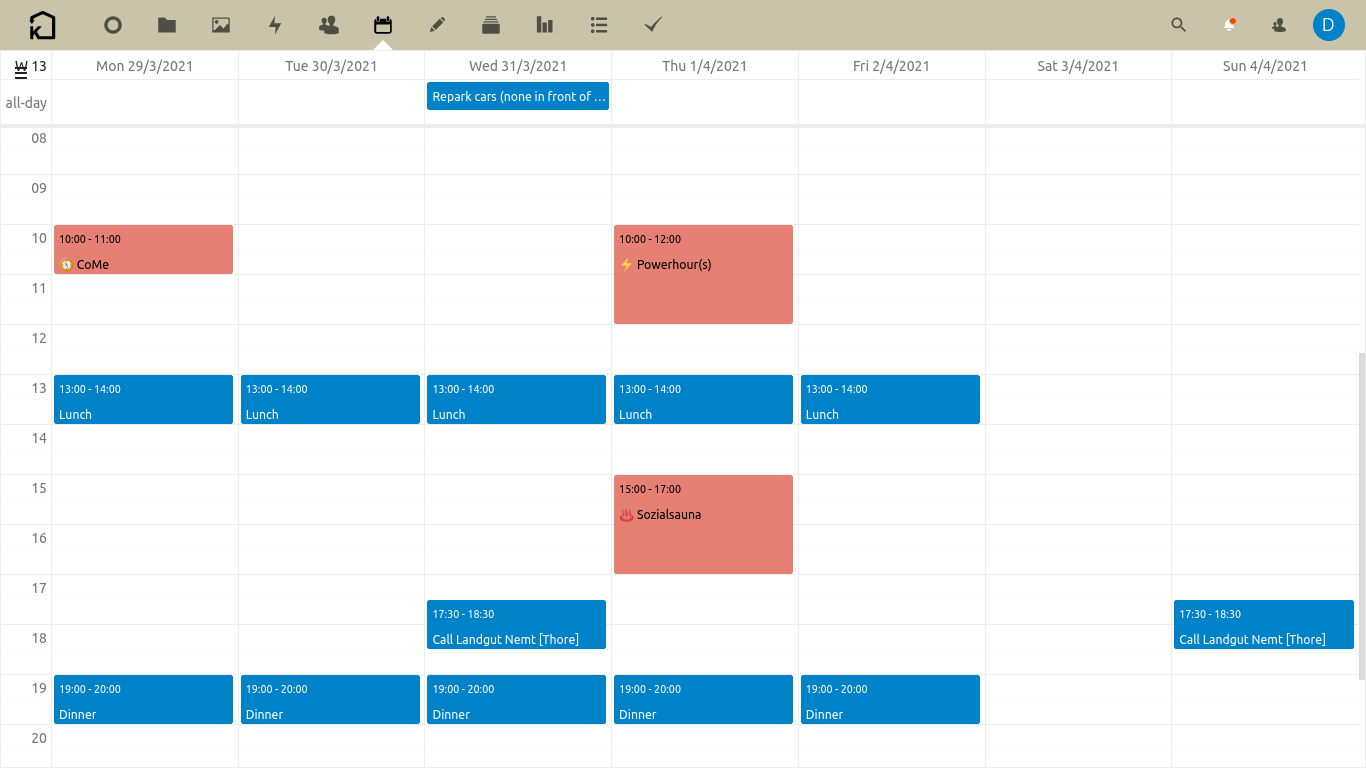 D
W 13
Mon 29/3/2021
Tue 30/3/2021
Wed 31/3/2021
Thu 1/4/2021
Fri 2/4/2021
Sat 3/4/2021
Sun 4/4/2021
all-day
Repark cars (none in front of …
08
09
10
10:00 - 11:00
CoMe
10:00 - 12:00
⚡ Powerhour(s)
11
12
13
13:00 - 14:00
Lunch
13:00 - 14:00
Lunch
13:00 - 14:00
Lunch
13:00 - 14:00
Lunch
13:00 - 14:00
Lunch
14
15
15:00 - 17:00
♨ Sozialsauna
16
17
17:30 - 18:30
Call Landgut Nemt [Thore]
17:30 - 18:30
Call Landgut Nemt [Thore]
18
19
19:00 - 20:00
Dinner
19:00 - 20:00
Dinner
19:00 - 20:00
Dinner
19:00 - 20:00
Dinner
19:00 - 20:00
Dinner
20